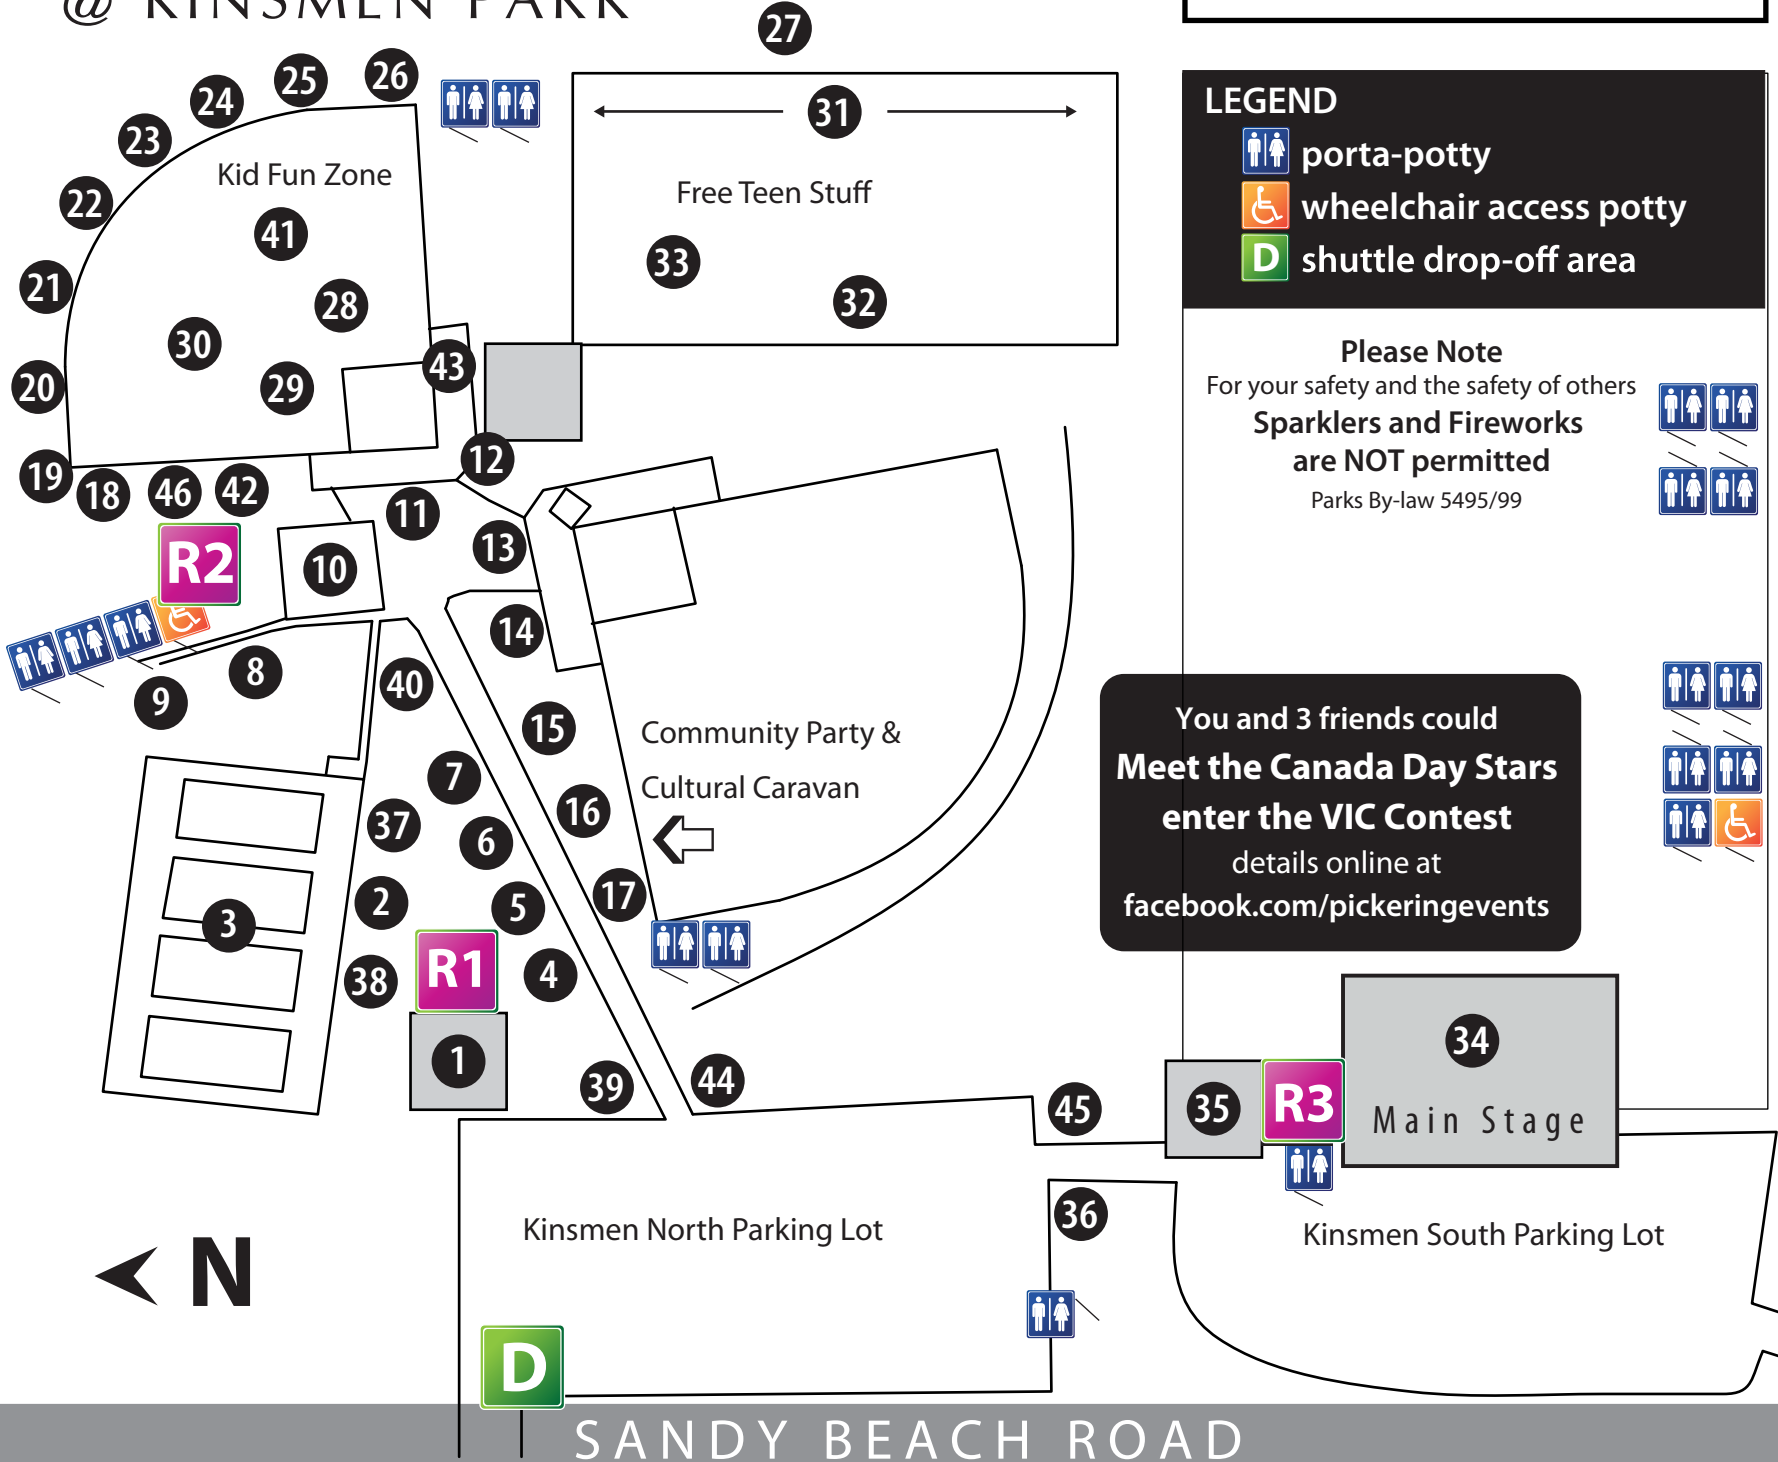 @ KINSMEN PARK
27
26
25
24
23
22
21
20
19
18
46
42
Kid Fun Zone
41
28
30
29
43
31
Free Teen Stuff
33
32
LEGEND
porta-potty
wheelchair access potty
D shuttle drop-off area
Please Note
For your safety and the safety of others
Sparklers and Fireworks
are NOT permitted
Parks By-law 5495/99
12
11
13
10
R2
14
8
9
40
15
7
16
37
6
17
2
5
3
38
R1
4
1
39
44
Community Party &
Cultural Caravan
You and 3 friends could
Meet the Canada Day Stars
enter the VIC Contest
details online at
facebook.com/pickeringevents
34
Main Stage
R3
35
45
36
Kinsmen North Parking Lot
Kinsmen South Parking Lot
N
D
SANDY BEACH ROAD